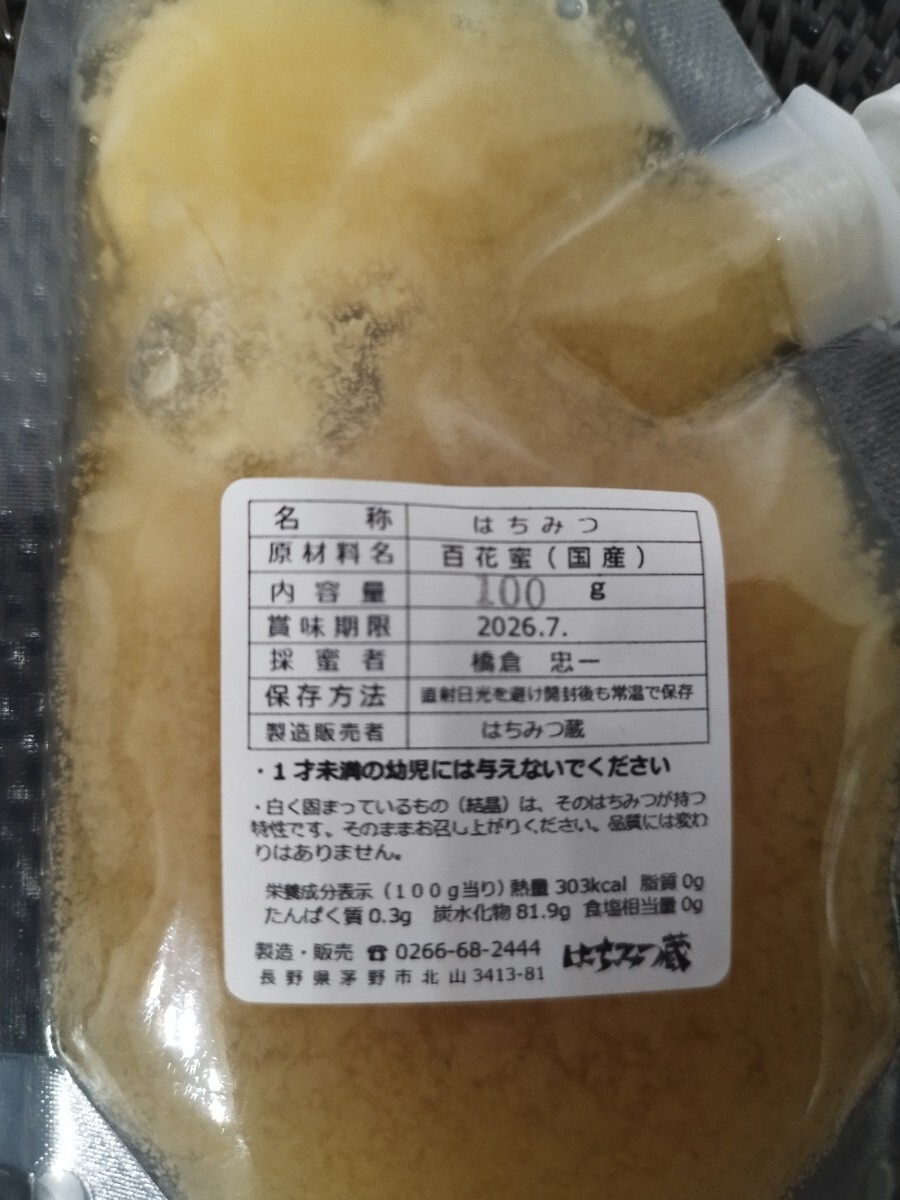 名称 はちみつ
原材料名 百花蜜(国産)
内容量 100 g
賞味期限 2026.7.
採蜜者 橋倉 忠一
保存方法 直射日光を避け開封後も常温で保存
製造販売者 はちみつ蔵
・1才未満の幼児には与えないでください
・白く固まっているもの(結晶)は、そのはちみつが持つ
特性です。そのままお召し上がりください。品質には変わ
りはありません。
栄養成分表示(100g当り)熱量 303kcal 脂質 0g
たんぱく質 0.3g 炭水化物 81.9g 食塩相当量 0g
製造・販売 ☎ 0266-68-2444 はちみつ蔵
長野県茅野市北山 3413-81